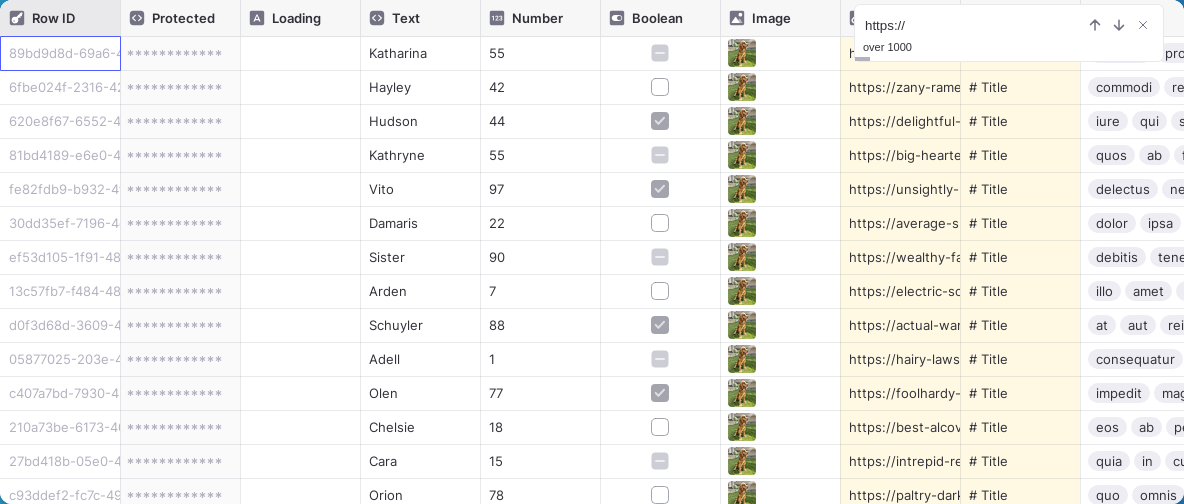 Row ID Protected Loading Text Number Boolean Image
https://
over 1000
89bd9d8d-69a6-4 ************ Katharina 55 pro
6fbe024f-2316-42 ************ Hayley 42 https://zany-rame # Title commodi re
620e8f67-6552-4 ************ Hudson 44 https://delightful- # Title iure qui s
81bd4189-e6e0-4 ************ Kathryne 55 https://big-hearte # Title quos ab
fe82fdb9-b932-4 ************ Vito 97 https://unsightly- # Title delectus ne
30dd35ef-7196-4 ************ Damaris 22 https://average-s # Title dolor ipsa
ef53d105-1f91-48 ************ Sister 90 https://wealthy-fa # Title debitis tene
13c57fb7-f484-48 ************ Arden 7 https://electric-sc # Title illo amet
d0f3d68d-3609-4 ************ Schuyler 88 https://actual-war # Title at aut rei
05877025-203e-4 ************ Adell 1 https://hairy-laws # Title consequatur
c407a7bd-7930-4 ************ Olen 77 https://foolhardy- # Title impedit mag
210a73be-6173-40 ************ Chelsie 18 https://best-alcov # Title eos ab pe
27bd418b-05e0-4 ************ Cara 15 https://intrepid-re # Title quia in cu
c93ddef2-fc7c-49 ************ Orion 78 https://paltry-dark # Title quo omnis